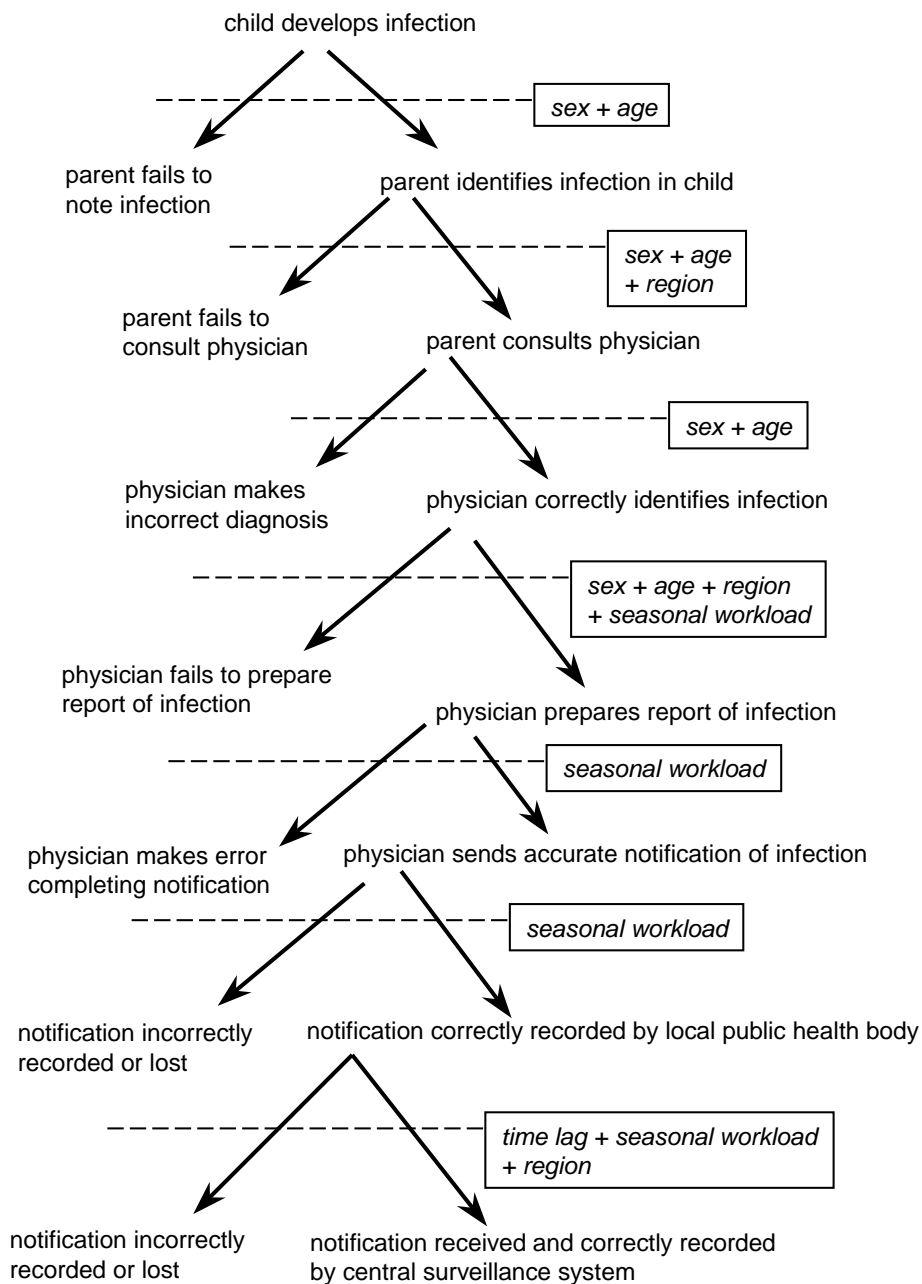 child develops infection
sex + age
parent fails to
note infection
parent identifies infection in child
sex + age
+ region
parent fails to
consult physician
parent consults physician
sex + age
physician makes
incorrect diagnosis
physician correctly identifies infection
sex + age + region
+ seasonal workload
physician fails to prepare
report of infection
physician prepares report of infection
seasonal workload
physician makes error
completing notification
physician sends accurate notification of infection
seasonal workload
notification incorrectly
recorded or lost
notification correctly recorded by local public health body
time lag + seasonal workload
+ region
notification incorrectly
recorded or lost
notification received and correctly recorded
by central surveillance system